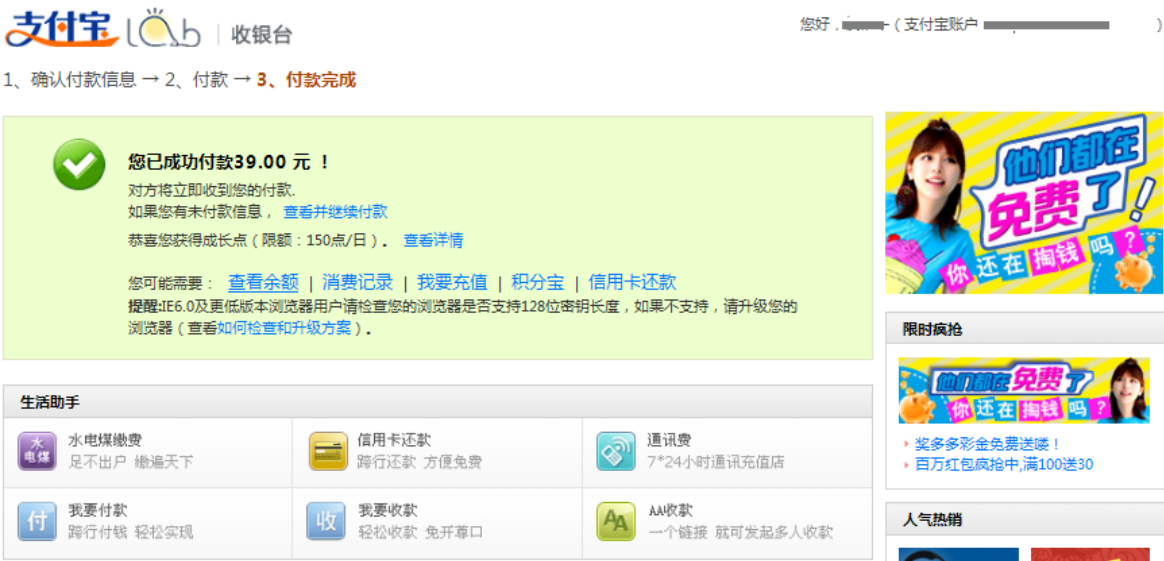 支付宝 Lab 收银台
您好， （支付宝账户 ）
1、确认付款信息 → 2、付款 → 3、付款完成
您已成功付款39.00 元 ！
对方将立即收到您的付款.
如果您有未付款信息， 查看并继续付款
恭喜您获得成长点（限额：150点/日）。 查看详情
您可能需要： 查看余额 | 消费记录 | 我要充值 | 积分宝 | 信用卡还款
提醒:IE6.0及更低版本浏览器用户请检查您的浏览器是否支持128位密钥长度，如果不支持，请升级您的
浏览器（查看如何检查和升级方案）。
他们都在
免费了！
你还在掏钱吗？
限时疯抢
他们都在免费了
你还在掏钱吗？
奖多多彩金免费送喽！
百万红包疯抢中,满100送30
人气热销
生活助手
水电煤
水电煤缴费
足不出户 缴遍天下
信用卡还款
跨行还款 方便免费
通讯费
7*24小时通讯充值店
付
我要付款
跨行付钱 轻松实现
收
我要收款
轻松收款 免开尊口
AA
AA收款
一个链接 就可发起多人收款